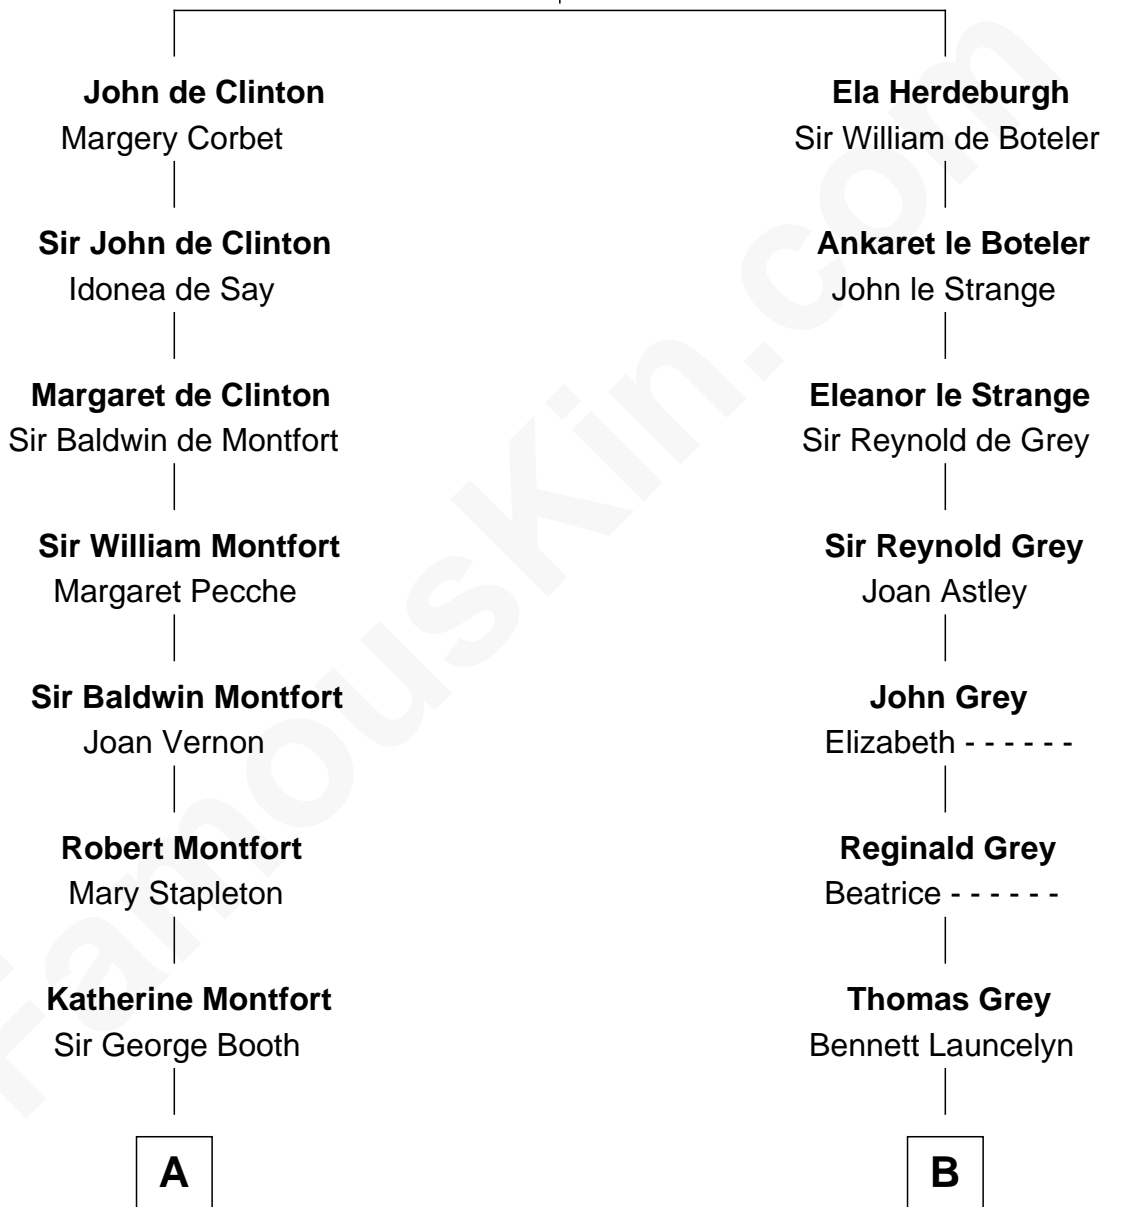 John de Clinton
Margery Corbet
Sir John de Clinton
Idonea de Say
Margaret de Clinton
Sir Baldwin de Montfort
Sir William Montfort
Margaret Pecche
Sir Baldwin Montfort
Joan Vernon
Robert Montfort
Mary Stapleton
Katherine Montfort
Sir George Booth
A
Ela Herdeburgh
Sir William de Boteler
Ankaret le Boteler
John le Strange
Eleanor le Strange
Sir Reynold de Grey
Sir Reynold Grey
Joan Astley
John Grey
Elizabeth - - - - - -
Reginald Grey
Beatrice - - - - - -
Thomas Grey
Bennett Launcelyn
B
FamousKin.com